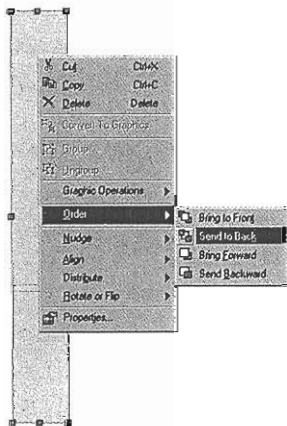 Cut Ctrl+X
Copy Ctrl+C
Delete Delete
Convert To Graphics
Group
Ungroup...
Graphic Operations
Order
Nudge
Align
Distribute
Rotate or Flip
Properties...
Bring to Front
Send to Back
Bring Forward
Send Backward